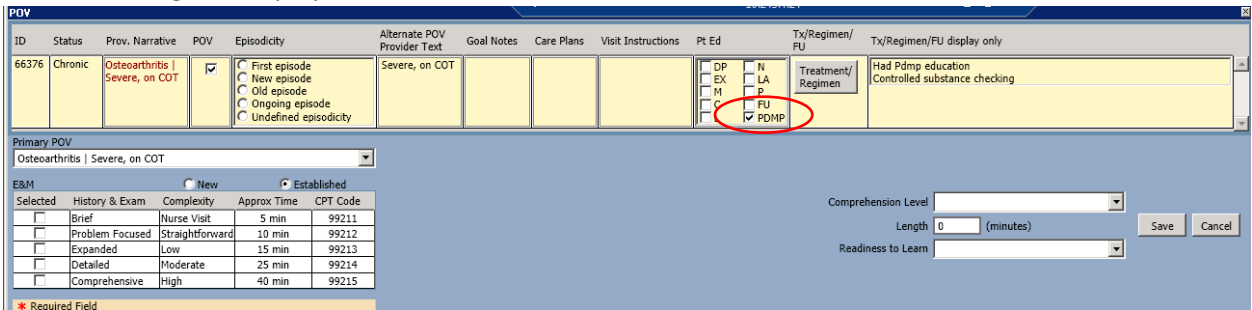 POV
ID Status Prov. Narrative POV Episodicity Alternate POV Provider Text Goal Notes Care Plans Visit Instructions Pt Ed Tx/Regimen/ FU Tx/Regimen/FU display only
66376 Chronic Osteoarthritis | Severe, on COT
First episode
New episode
Old episode
Ongoing episode
Undefined episodicity
Severe, on COT
DP N
EX LA
M P
C FU
PDMP
Treatment/
Regimen
Had Pdmp education
Controlled substance checking
Primary POV
Osteoarthritis | Severe, on COT
E&M New Established
Selected History & Exam Complexity Approx Time CPT Code
Brief Nurse Visit 5 min 99211
Problem Focused Straightforward 10 min 99212
Expanded Low 15 min 99213
Detailed Moderate 25 min 99214
Comprehensive High 40 min 99215
* Required Field
Comprehension Level
Length 0 (minutes)
Readiness to Learn
Save Cancel